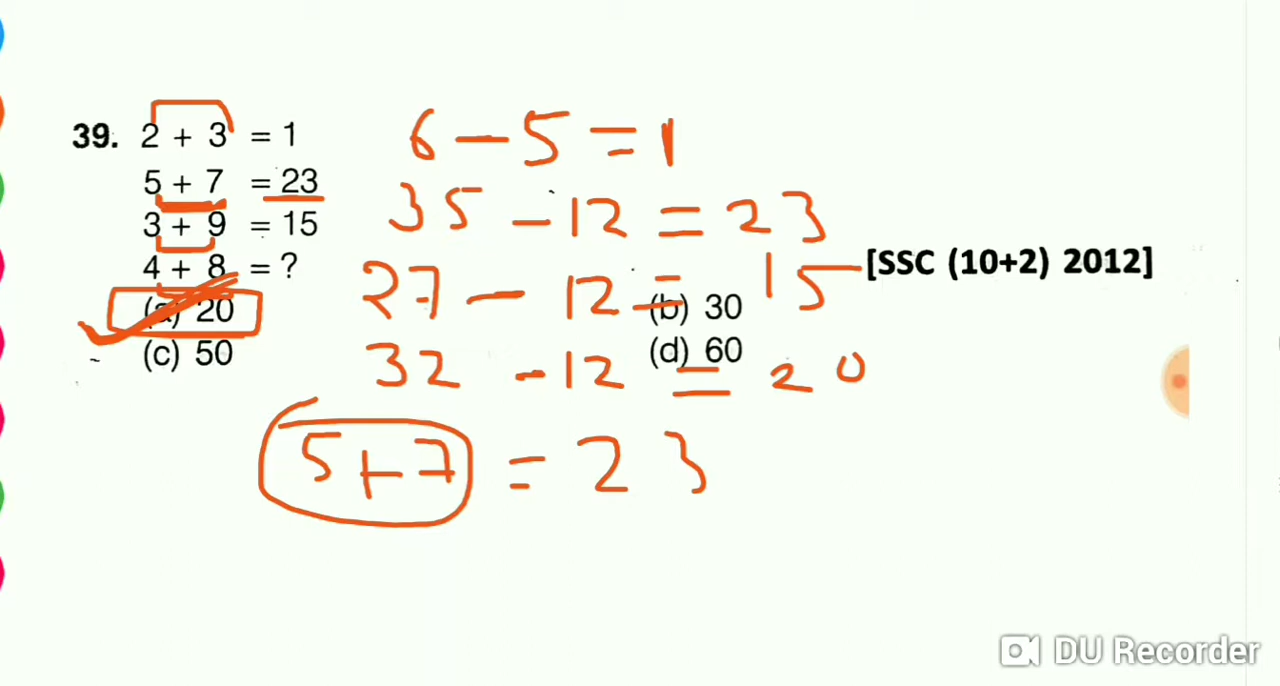 39. 2 + 3 = 1
6 - 5 = 1
5 + 7 = 23
35 - 12 = 23
3 + 9 = 15
27 - 12 = 15
[SSC (10+2) 2012]
4 + 8 = ?
(a) 20
(b) 30
(c) 50
(d) 60
32 - 12 = 20
5+7 = 23
DU Recorder